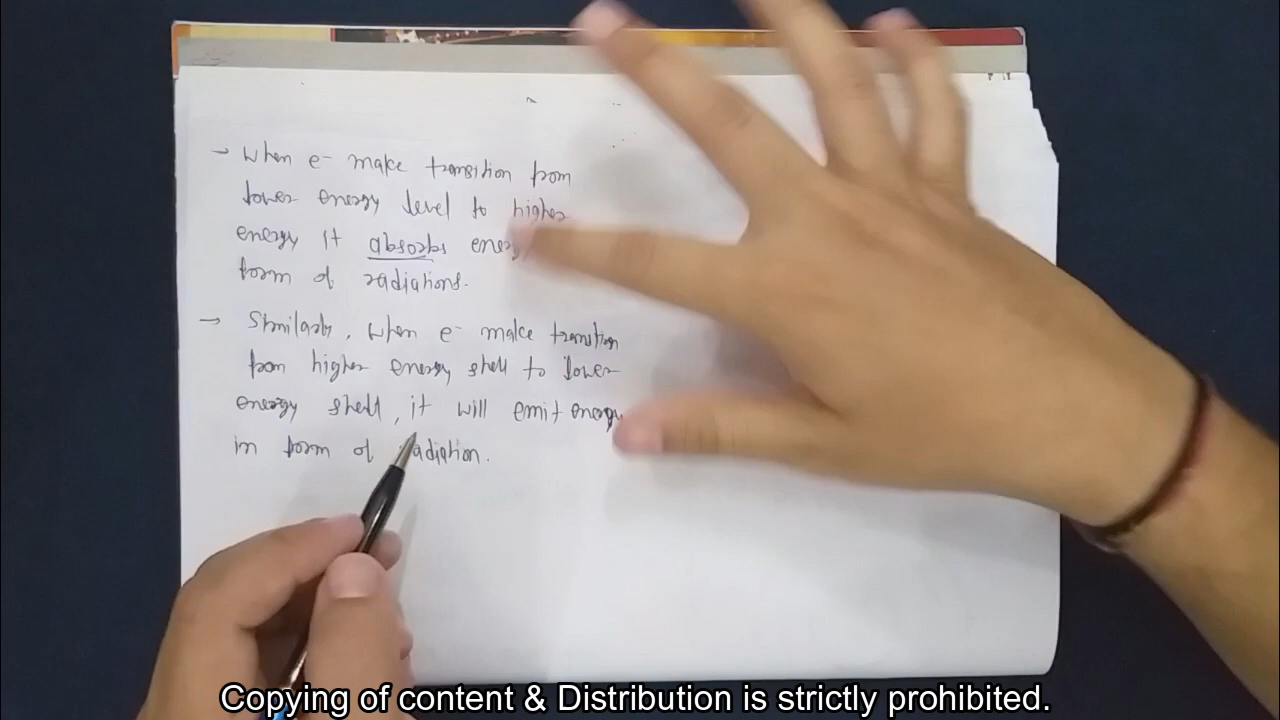 → When e- make transition from
lower energy level to higher
energy it absorbs energy
form of radiations.
→ Similarly, when e- make transition
from higher energy shell to lower
energy shell, it will emit energy
in form of radiation.
Copying of content & Distribution is strictly prohibited.